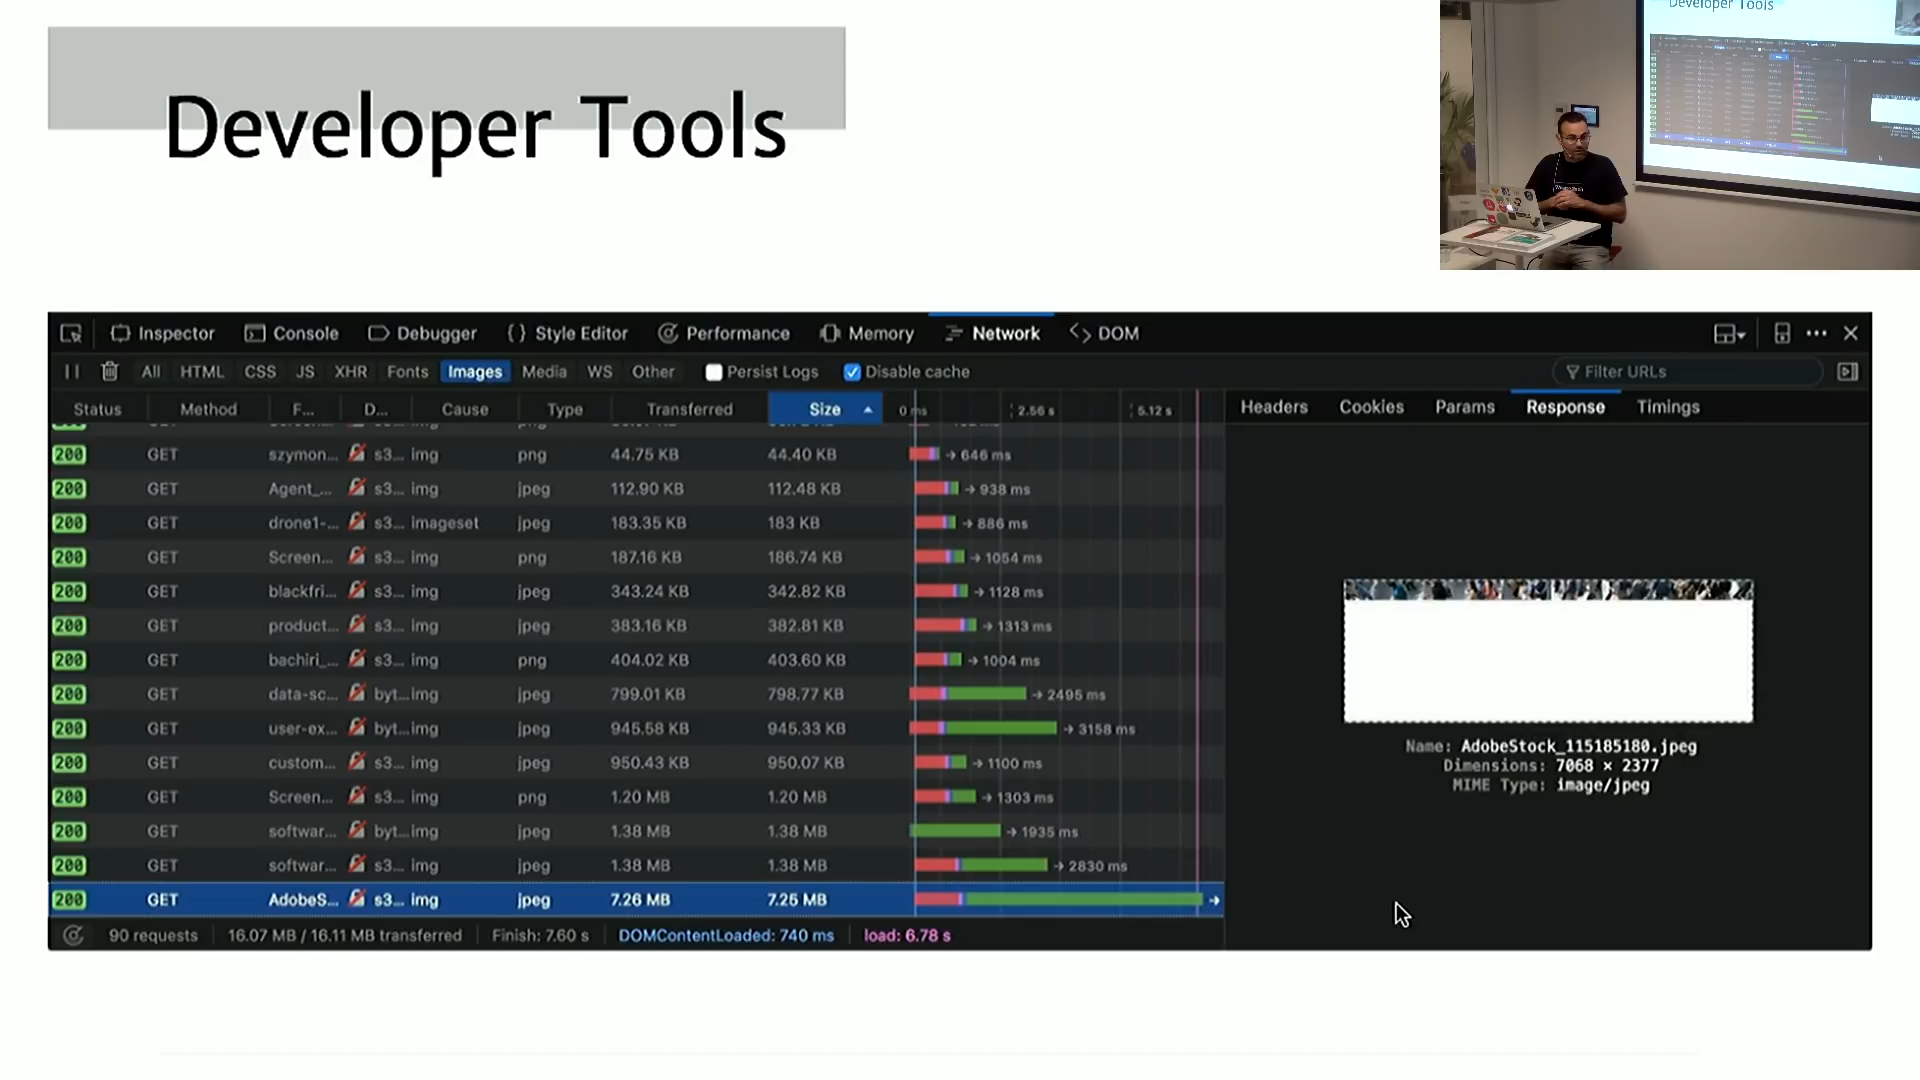 Developer Tools
Developer Tools
Inspector Console Debugger { } Style Editor Performance Memory Network DOM
All HTML CSS JS XHR Fonts Images Media WS Other Persist Logs Disable cache Filter URLs
Status Method F... D... Cause Type Transferred Size 0 ms 2.56 s 5.12 s
Headers Cookies Params Response Timings
200 GET szymon... s3... img png 44.75 KB 44.40 KB → 646 ms
200 GET Agent_... s3... img jpeg 112.90 KB 112.48 KB → 938 ms
200 GET drone1-... s3... imageset jpeg 183.35 KB 183 KB → 886 ms
200 GET Screen... s3... img png 187.16 KB 186.74 KB → 1054 ms
200 GET blackfri... s3... img jpeg 343.24 KB 342.82 KB → 1128 ms
200 GET product... s3... img jpeg 383.16 KB 382.81 KB → 1313 ms
200 GET bachiri_... s3... img png 404.02 KB 403.60 KB → 1004 ms
200 GET data-sc... byt... img jpeg 799.01 KB 798.77 KB → 2495 ms
200 GET user-ex... byt... img jpeg 945.58 KB 945.33 KB → 3158 ms
200 GET custom... s3... img jpeg 950.43 KB 950.07 KB → 1100 ms
200 GET Screen... s3... img png 1.20 MB 1.20 MB → 1303 ms
200 GET softwar... byt... img jpeg 1.38 MB 1.38 MB → 1935 ms
200 GET softwar... s3... img jpeg 1.38 MB 1.38 MB → 2830 ms
200 GET AdobeS... s3... img jpeg 7.26 MB 7.25 MB →
90 requests 16.07 MB / 16.11 MB transferred Finish: 7.60 s DOMContentLoaded: 740 ms load: 6.78 s
Name: AdobeStock_115185180.jpeg
Dimensions: 7068 × 2377
MIME Type: image/jpeg